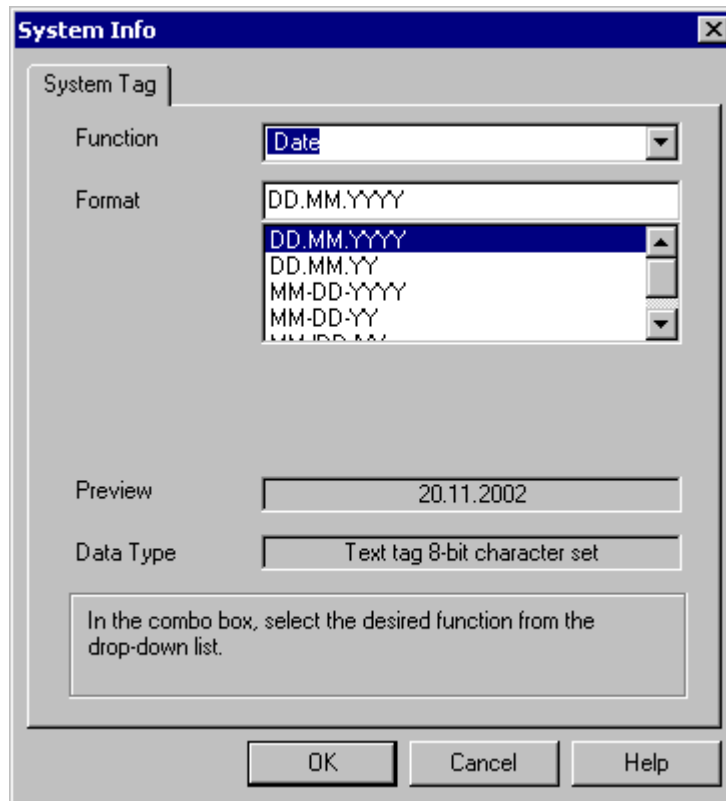 System Info
System Tag
Function Date
Format DD.MM.YYYY
DD.MM.YYYY
DD.MM.YY
MM-DD-YYYY
MM-DD-YY
Preview 20.11.2002
Data Type Text tag 8-bit character set
In the combo box, select the desired function from the
drop-down list.
OK Cancel Help